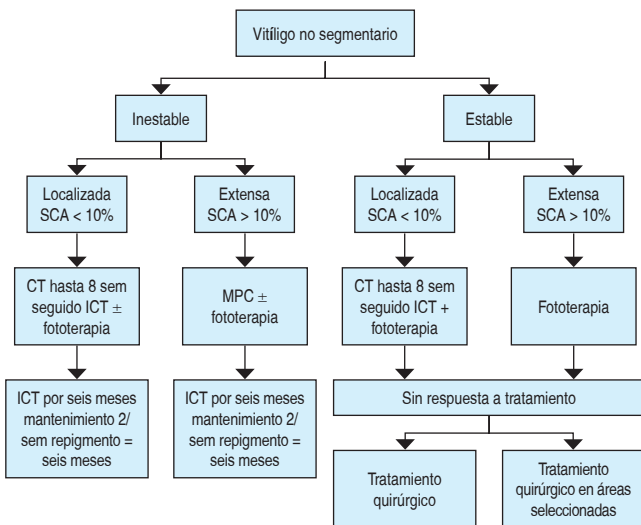 Vitíligo no segmentario
Inestable
Estable
Localizada
SCA < 10%
Extensa
SCA > 10%
Localizada
SCA < 10%
Extensa
SCA > 10%
CT hasta 8 sem
seguido ICT ±
fototerapia
MPC ±
fototerapia
CT hasta 8 sem
seguido ICT +
fototerapia
Fototerapia
ICT por seis meses
mantenimiento 2/
sem repigmento =
seis meses
ICT por seis meses
mantenimiento 2/
sem repigmento =
seis meses
Sin respuesta a tratamiento
Tratamiento
quirúrgico
Tratamiento
quirúrgico en áreas
seleccionadas